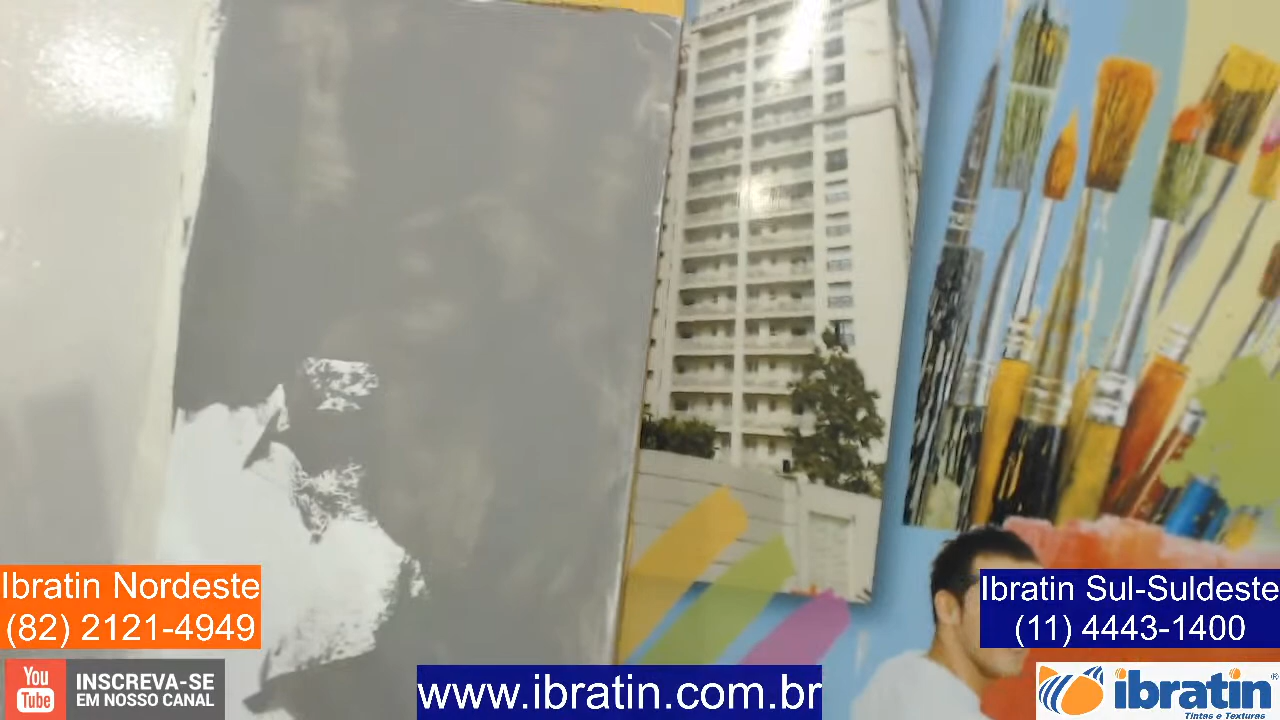 Ibratin Nordeste
(82) 2121-4949
Ibratin Sul-Suldeste
(11) 4443-1400
You
Tube
INSCREVA-SE
EM NOSSO CANAL
www.ibratin.com.br
ibratin®
Tintas e Texturas